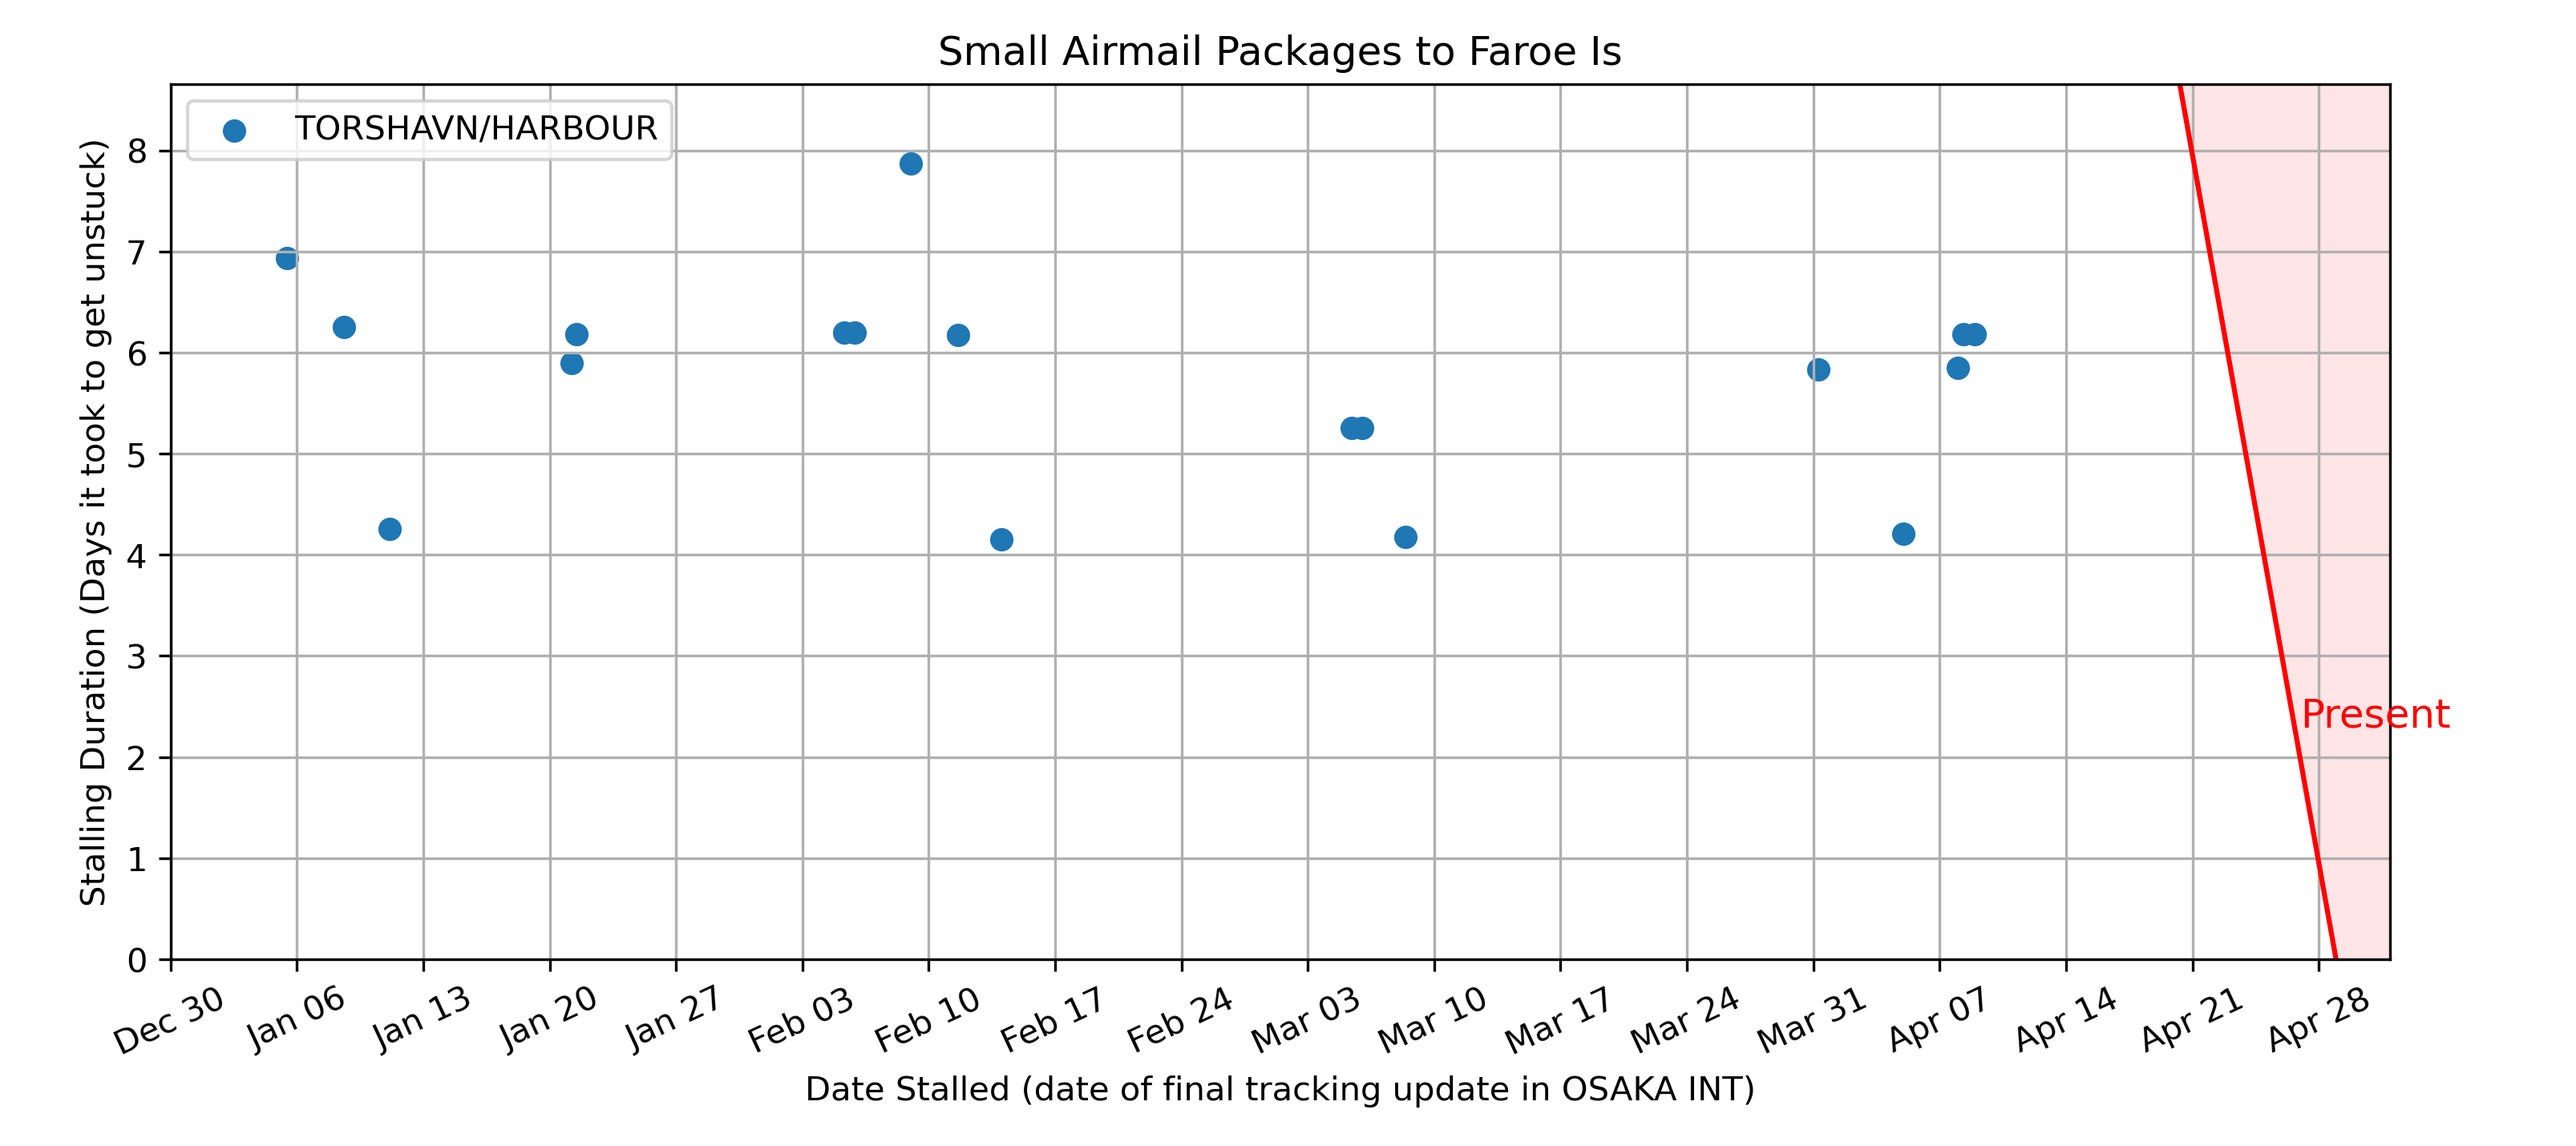 Small Airmail Packages to Faroe Is
TORSHAVN/HARBOUR
Stalling Duration (Days it took to get unstuck)
8
7
6
5
4
3
2
1
0
Present
Dec 30
Jan 06
Jan 13
Jan 20
Jan 27
Feb 03
Feb 10
Feb 17
Feb 24
Mar 03
Mar 10
Mar 17
Mar 24
Mar 31
Apr 07
Apr 14
Apr 21
Apr 28
Date Stalled (date of final tracking update in OSAKA INT)